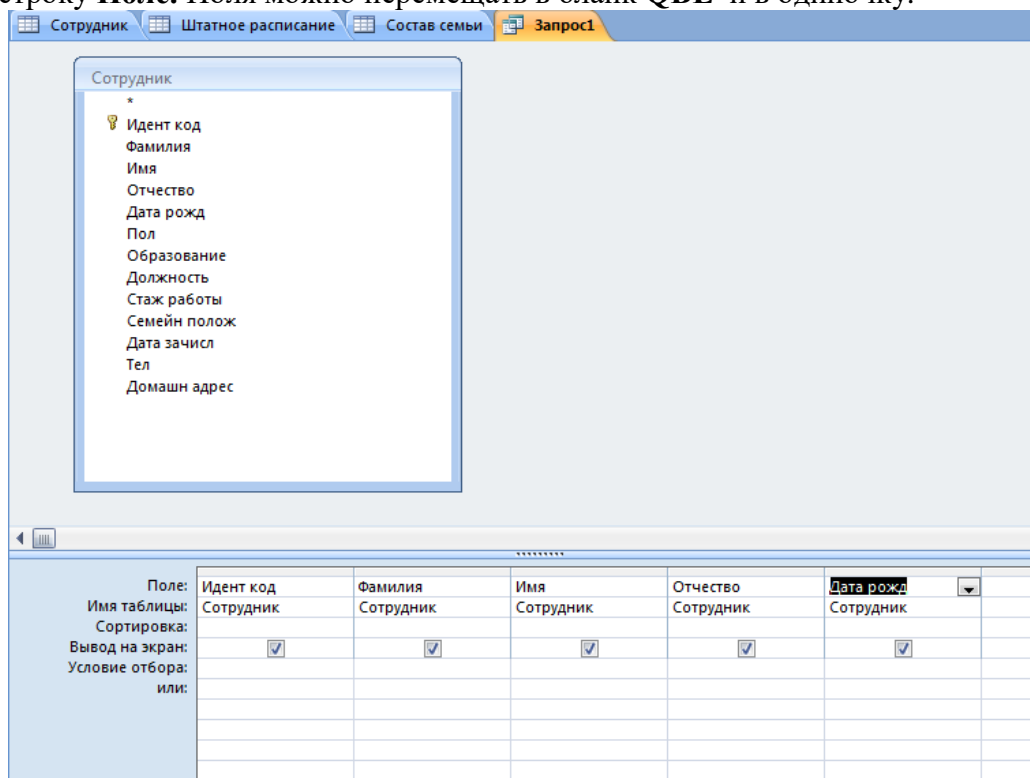 строку Поле. Поля можно перемещать в бланк QBE и в одиночку.
Сотрудник Штатное расписание Состав семьи Запрос1
Сотрудник
*
Идент код
Фамилия
Имя
Отчество
Дата рожд
Пол
Образование
Должность
Стаж работы
Семейн полож
Дата зачисл
Тел
Домашн адрес
Поле: Идент код Фамилия Имя Отчество Дата рожд
Имя таблицы: Сотрудник Сотрудник Сотрудник Сотрудник Сотрудник
Сортировка:
Вывод на экран:
Условие отбора:
или: